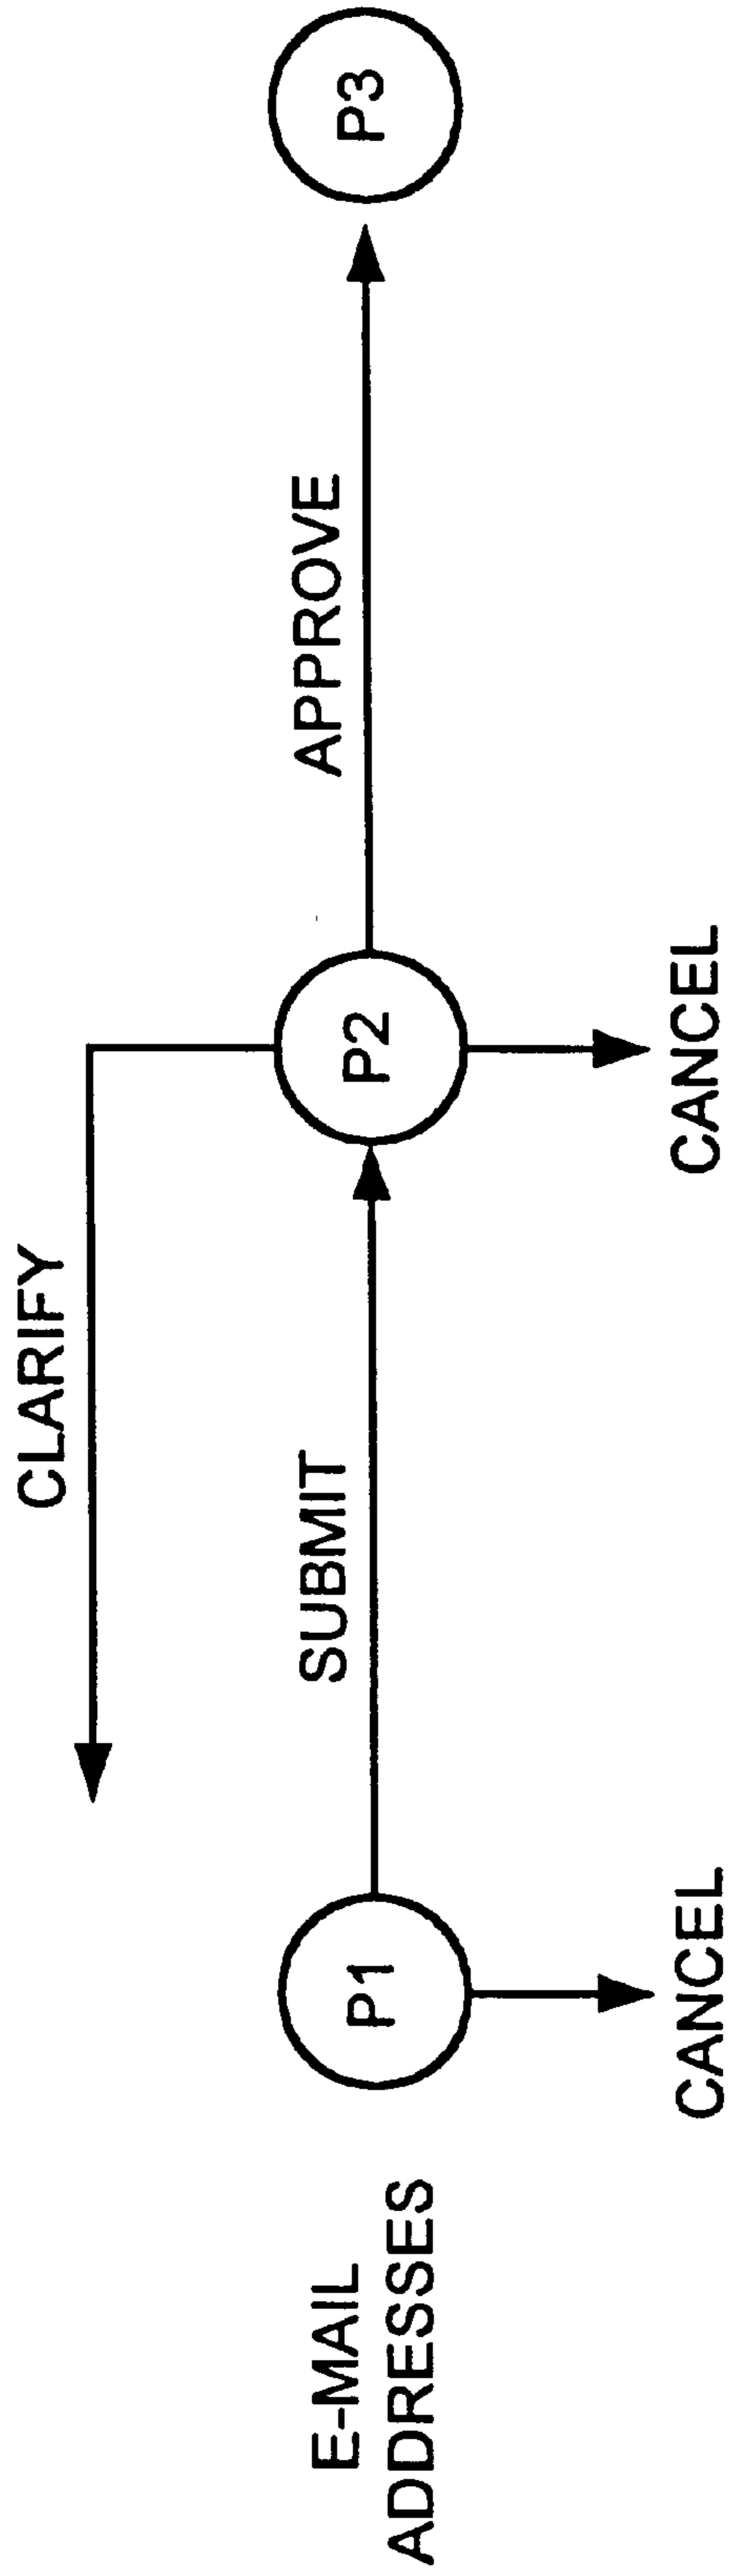 CLARIFY
E-MAIL
ADDRESSES
P1
SUBMIT
P2
APPROVE
P3
CANCEL
CANCEL